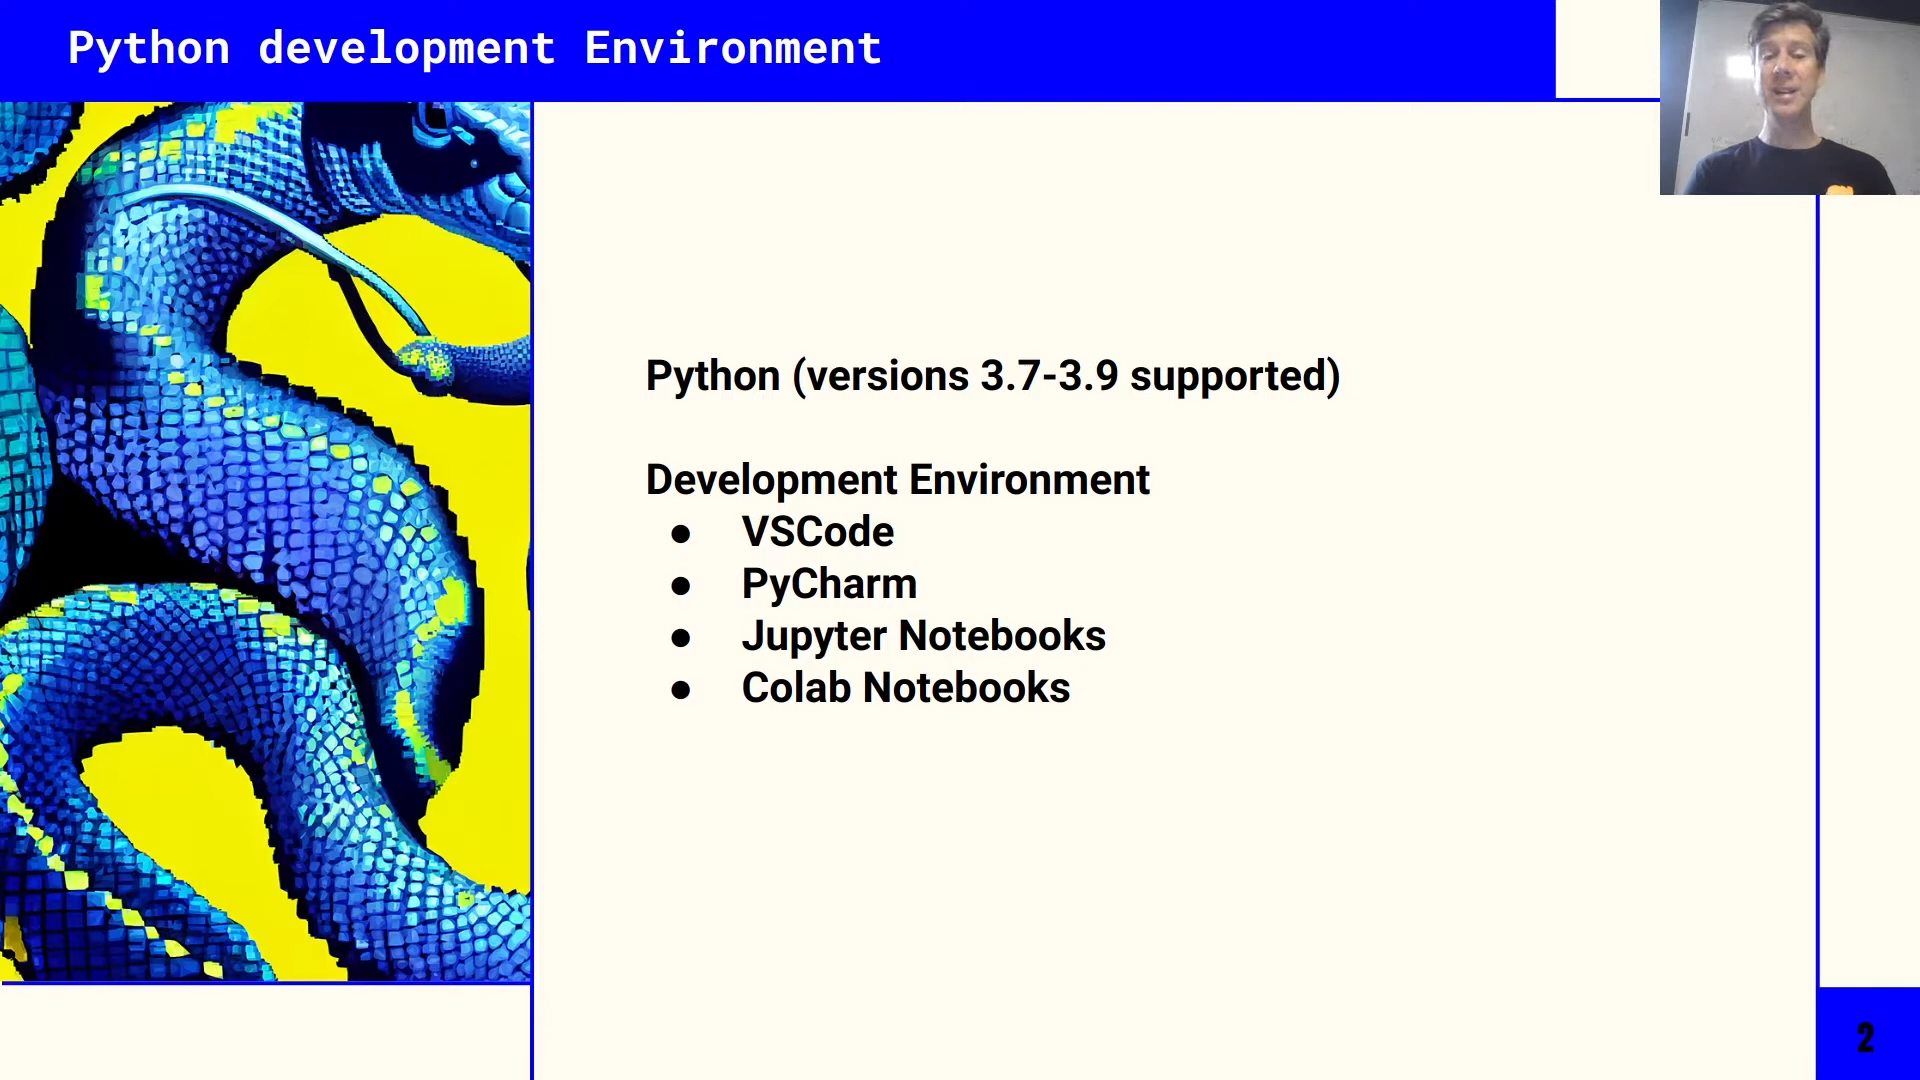 Python development Environment
Python (versions 3.7-3.9 supported)
Development Environment
● VSCode
● PyCharm
● Jupyter Notebooks
● Colab Notebooks
2